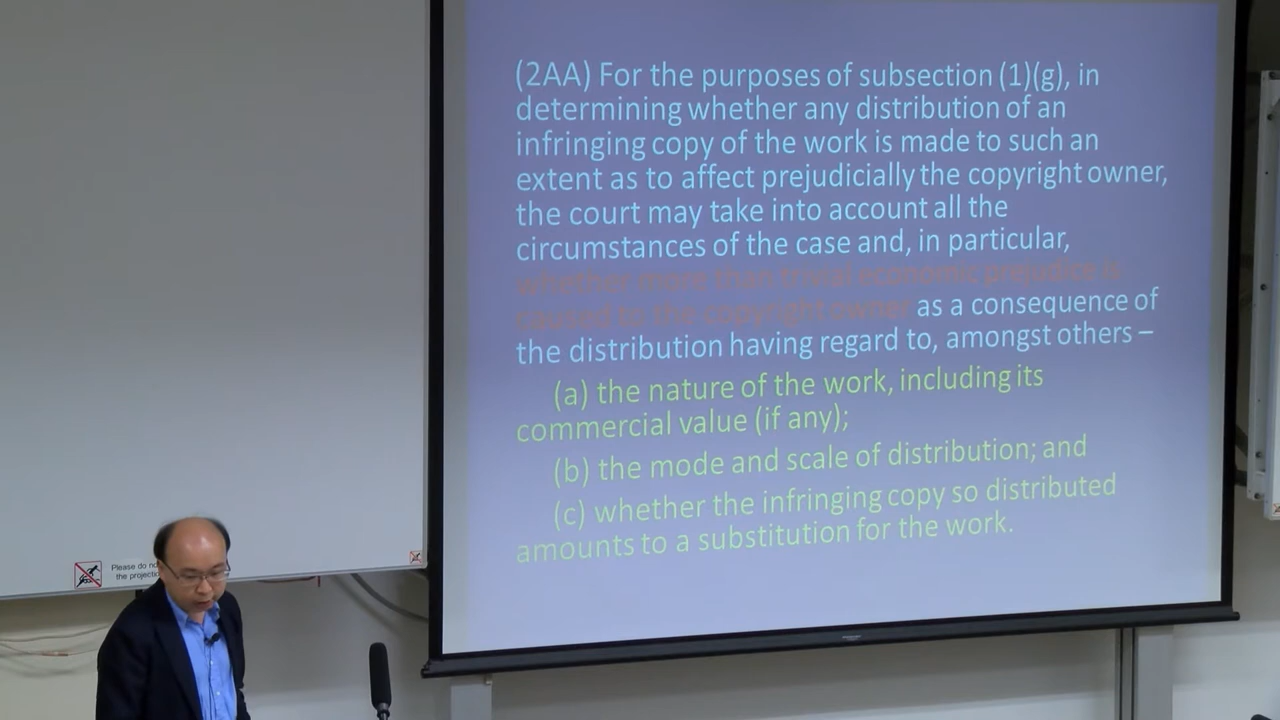 (2AA) For the purposes of subsection (1)(g), in
determining whether any distribution of an
infringing copy of the work is made to such an
extent as to affect prejudicially the copyright owner,
the court may take into account all the
circumstances of the case and, in particular,
whether more than trivial economic prejudice is
caused to the copyright owner as a consequence of
the distribution having regard to, amongst others –
(a) the nature of the work, including its
commercial value (if any);
(b) the mode and scale of distribution; and
(c) whether the infringing copy so distributed
amounts to a substitution for the work.
Please do
the